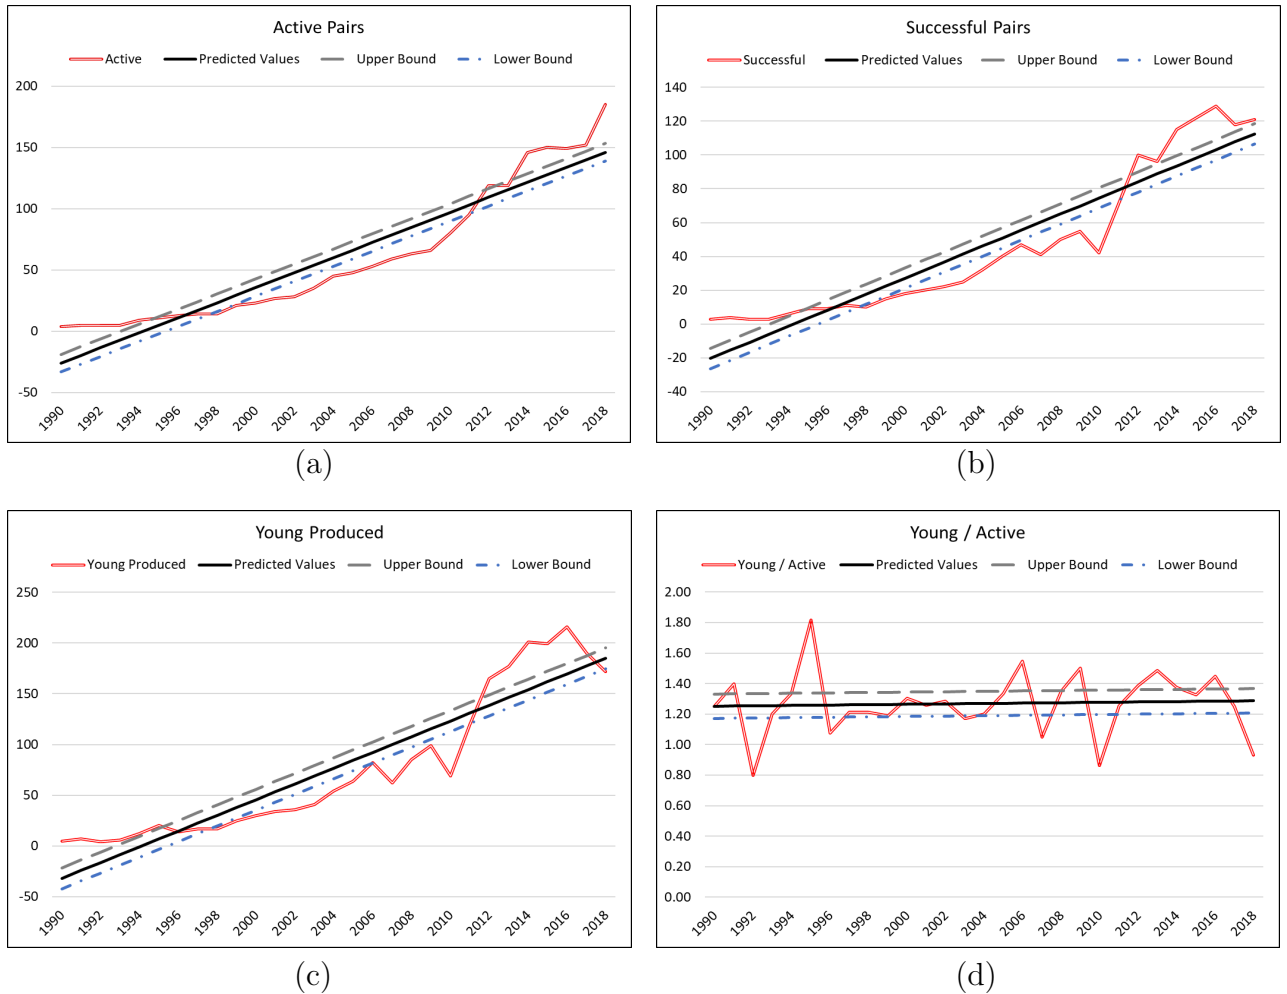 Active Pairs
Active Predicted Values Upper Bound Lower Bound
200
150
100
50
0
-50
1990 1992 1994 1996 1998 2000 2002 2004 2006 2008 2010 2012 2014 2016 2018
(a)
Successful Pairs
Successful Predicted Values Upper Bound Lower Bound
140
120
100
80
60
40
20
0
-20
-40
1990 1992 1994 1996 1998 2000 2002 2004 2006 2008 2010 2012 2014 2016 2018
(b)
Young Produced
Young Produced Predicted Values Upper Bound Lower Bound
250
200
150
100
50
0
-50
1990 1992 1994 1996 1998 2000 2002 2004 2006 2008 2010 2012 2014 2016 2018
(c)
Young / Active
Young / Active Predicted Values Upper Bound Lower Bound
2.00
1.80
1.60
1.40
1.20
1.00
0.80
0.60
0.40
0.20
0.00
1990 1992 1994 1996 1998 2000 2002 2004 2006 2008 2010 2012 2014 2016 2018
(d)